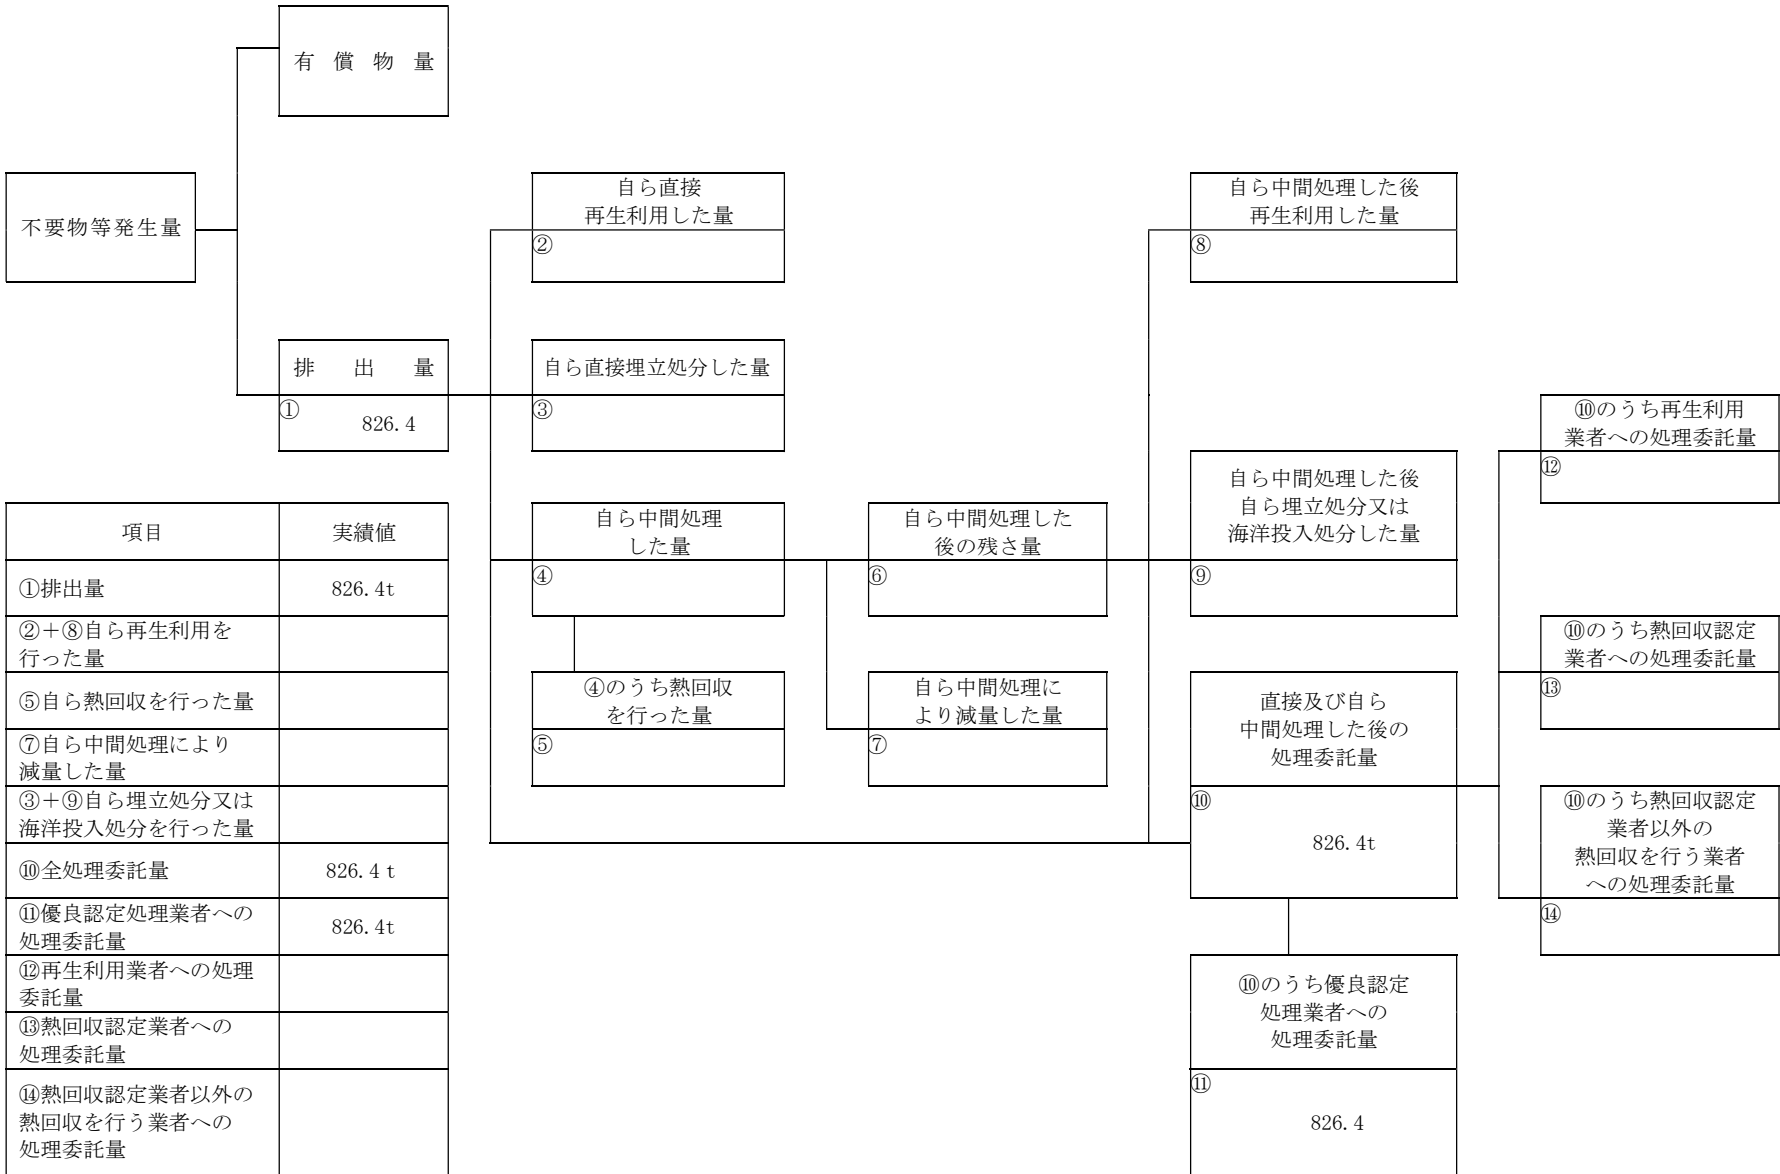 有償物量
不要物等発生量
自ら直接
再生利用した量
②
自ら中間処理した後
再生利用した量
⑧
排出量
①
826.4
自ら直接埋立処分した量
③
⑩のうち再生利用
業者への処理委託量
⑫
自ら中間処理した後
自ら埋立処分又は
海洋投入処分した量
⑨
自ら中間処理
した量
④
自ら中間処理した
後の残さ量
⑥
④のうち熱回収
を行った量
⑤
自ら中間処理に
より減量した量
⑦
⑩のうち熱回収認定
業者への処理委託量
⑬
直接及び自ら
中間処理した後の
処理委託量
⑩
826.4t
⑩のうち熱回収認定
業者以外の
熱回収を行う業者
への処理委託量
⑭
⑩のうち優良認定
処理業者への
処理委託量
⑪
826.4
項目 実績値
①排出量 826.4t
②+⑧自ら再生利用を
行った量
⑤自ら熱回収を行った量
⑦自ら中間処理により
減量した量
③+⑨自ら埋立処分又は
海洋投入処分を行った量
⑩全処理委託量 826.4 t
⑪優良認定処理業者への
処理委託量 826.4t
⑫再生利用業者への処理
委託量
⑬熱回収認定業者への
処理委託量
⑭熱回収認定業者以外の
熱回収を行う業者への
処理委託量